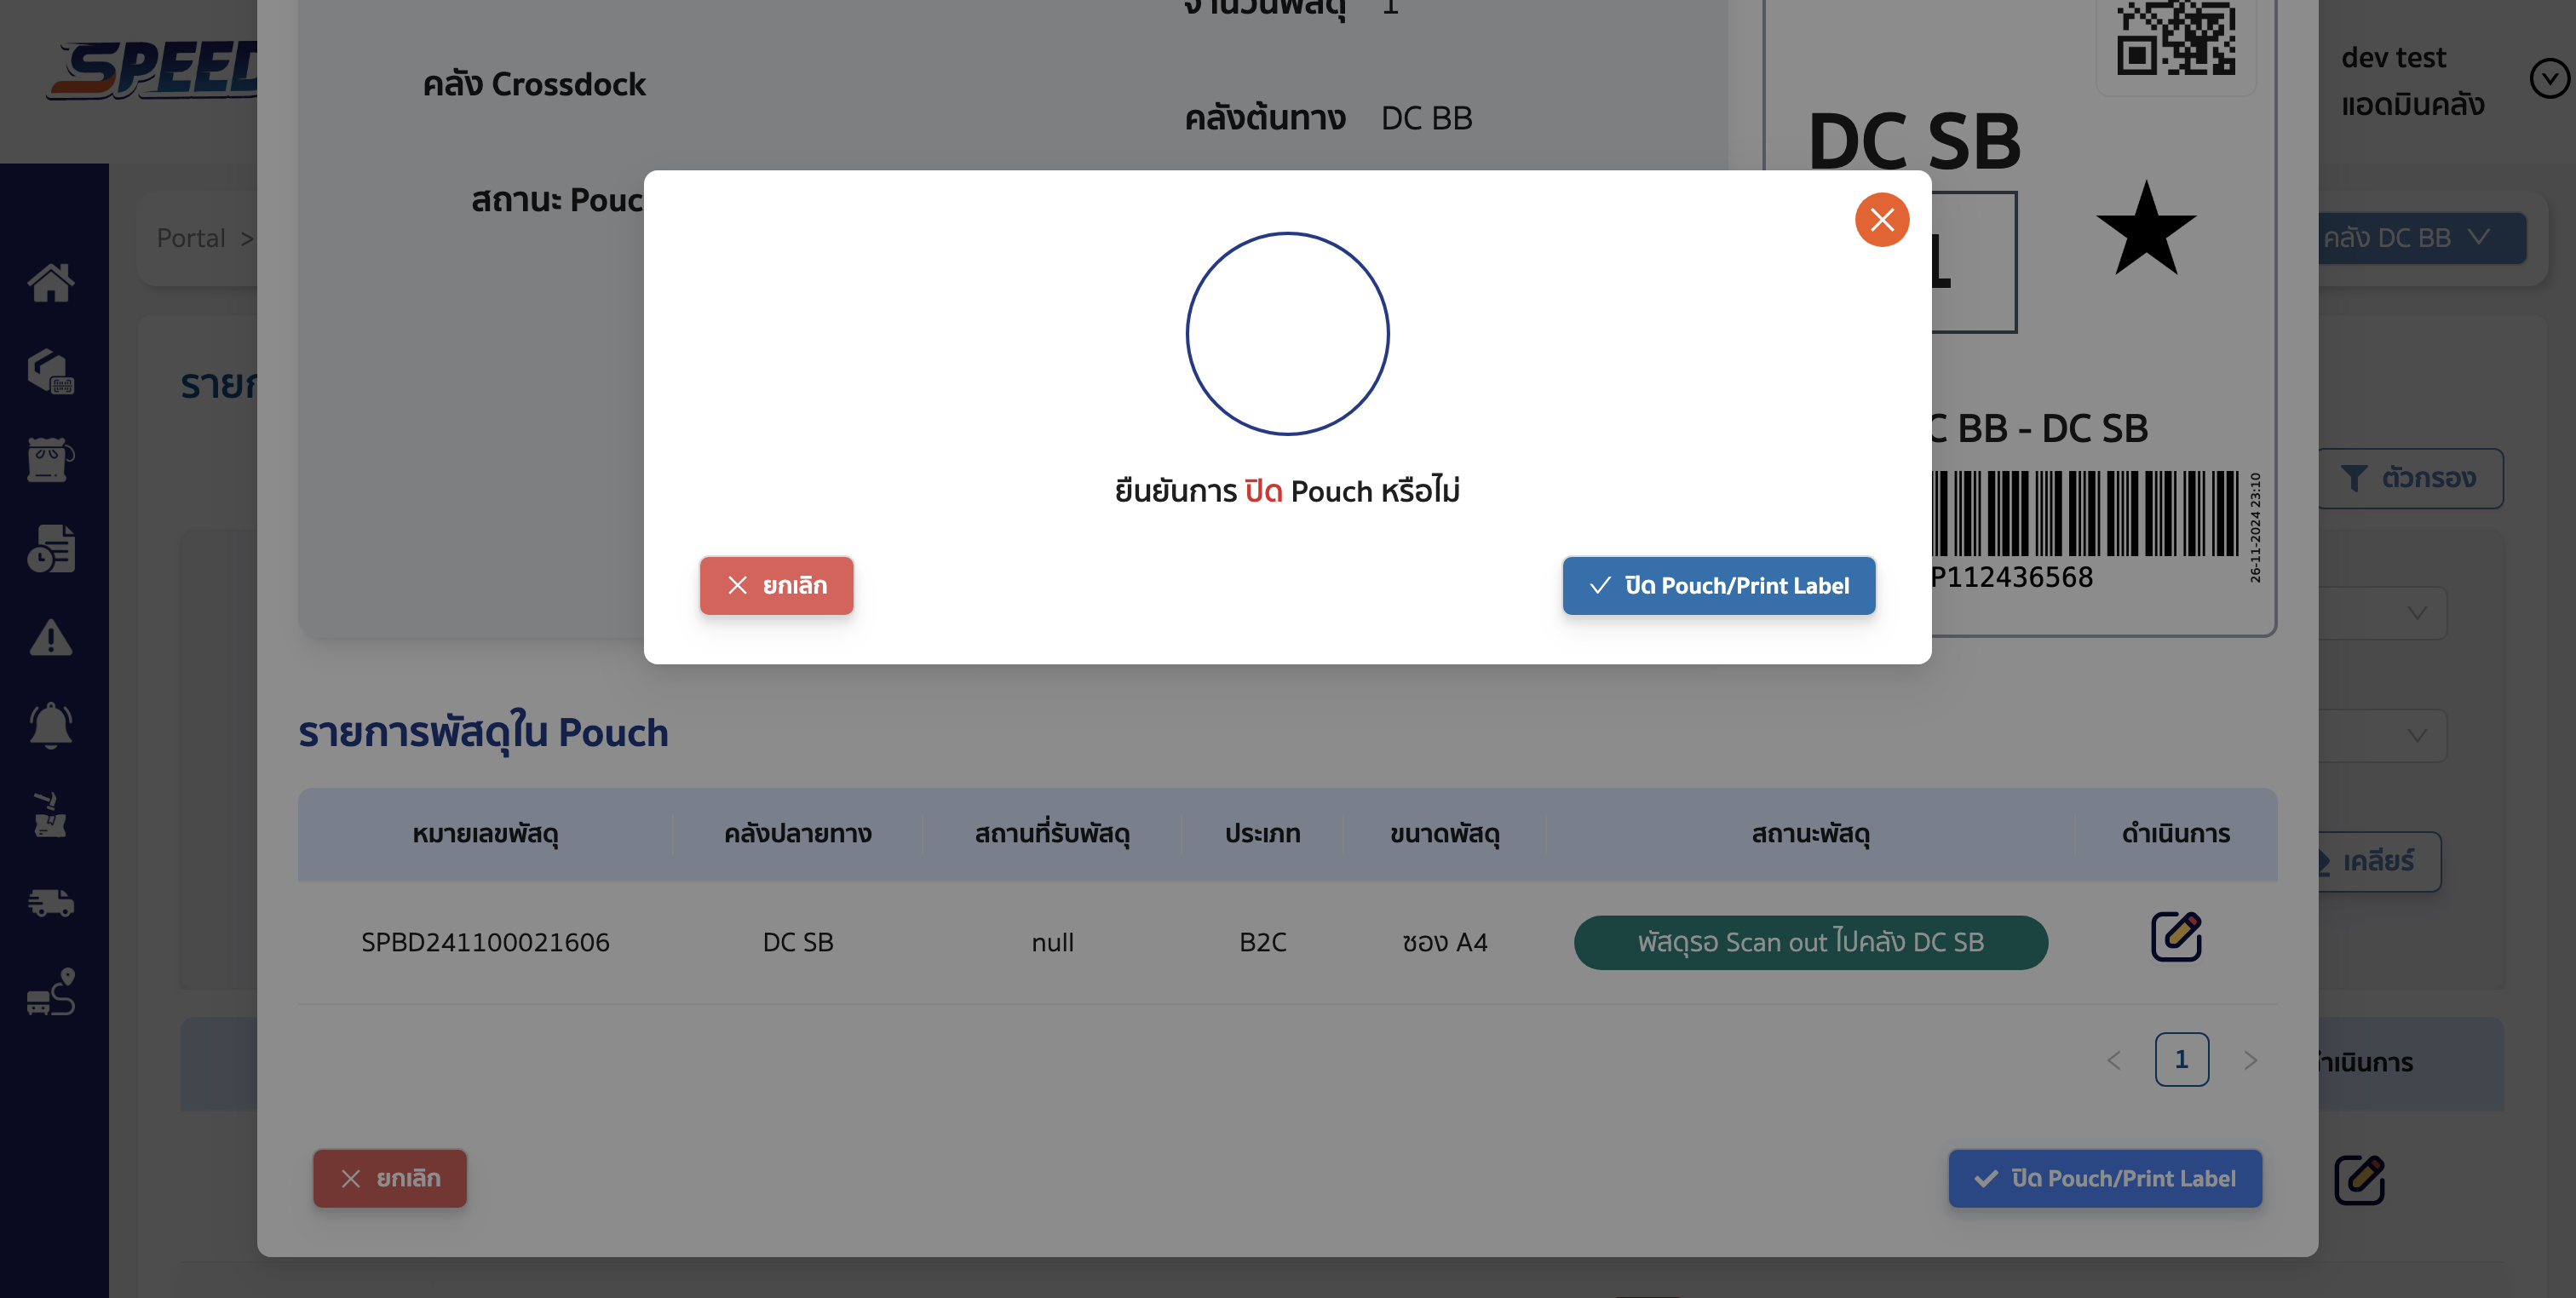 SPEED
dev test
แอดมินคลัง
จำนวนพัสดุ 1
คลัง Crossdock
คลังต้นทาง DC BB
สถานะ Pouc
DC SB
Portal >
คลัง DC BB
1
ยืนยันการ ปิด Pouch หรือไม่
ยกเลิก
ปิด Pouch/Print Label
C BB - DC SB
26-11-2024 23:10
P112436568
ตัวกรอง
รายการพัสดุใน Pouch
หมายเลขพัสดุ คลังปลายทาง สถานที่รับพัสดุ ประเภท ขนาดพัสดุ สถานะพัสดุ ดำเนินการ
เคลียร์
SPBD241100021606 DC SB null B2C ซอง A4 พัสดุรอ Scan out ไปคลัง DC SB
< 1 >
ำเนินการ
ยกเลิก
ปิด Pouch/Print Label